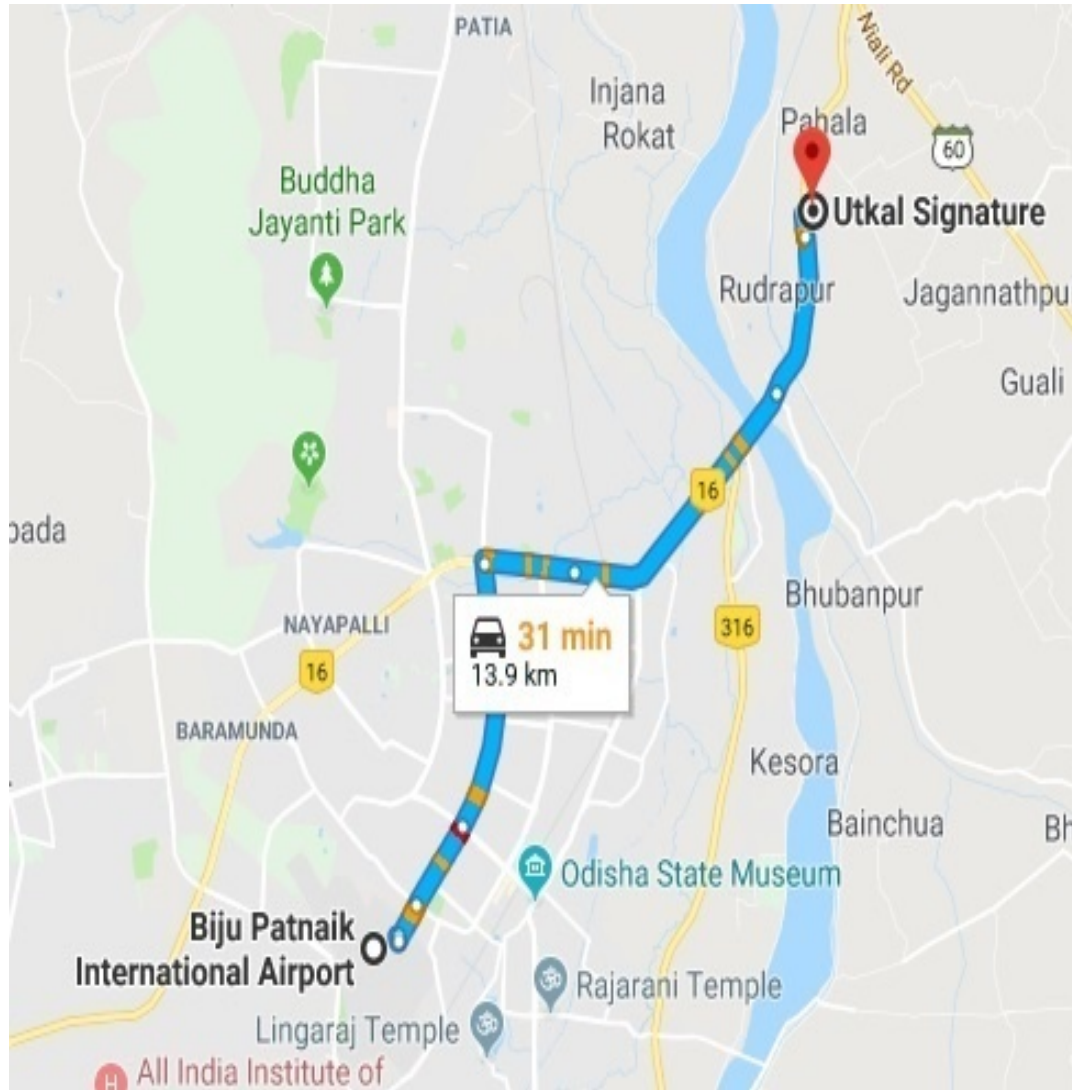 PATIA
Niali Rd
Injana
Rokat
Pahala
60
Buddha
Jayanti Park
Utkal Signature
Rudrapur
Jagannathpu
Guali
16
bada
Bhubanpur
NAYAPALLI
31 min
13.9 km
316
16
BARAMUNDA
Kesora
Bainchua
Bh
Odisha State Museum
Biju Patnaik
International Airport
Rajarani Temple
Lingaraj Temple
H
All India Institute of